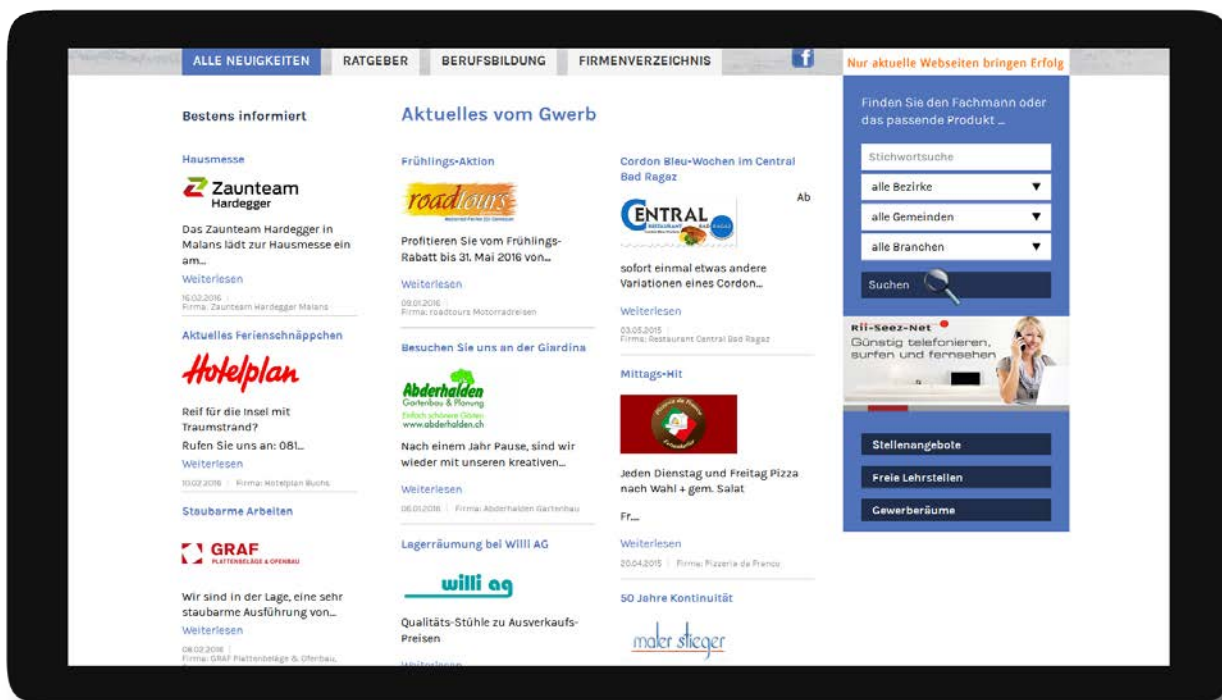 ALLE NEUIGKEITEN
RATGEBER
BERUFSBILDUNG
FIRMENVERZEICHNIS
f
Nur aktuelle Webseiten bringen Erfolg
Bestens informiert
Hausmesse
Zaunteam
Hardegger
Das Zaunteam Hardegger in
Malans lädt zur Hausmesse ein
am...
Weiterlesen
16.02.2016 |
Firma: Zaunteam Hardegger Malans
Aktuelles Ferienschnäppchen
Hotelplan
Reif für die Insel mit
Traumstrand?
Rufen Sie uns an: 081...
Weiterlesen
10.02.2016 | Firma: Hotelplan Buchs
Staubarme Arbeiten
GRAF
PLATTENBELÄGE & OFENBAU
Wir sind in der Lage, eine sehr
staubarme Ausführung von...
Weiterlesen
08.02.2016 |
Firma: GRAF Plattenbeläge & Ofenbau,
Aktuelles vom Gwerb
Frühlings-Aktion
roadtours
Profitieren Sie vom Frühlings-
Rabatt bis 31. Mai 2016 von...
Weiterlesen
09.01.2016 |
Firma: roadtours Motorradreisen
Besuchen Sie uns an der Giardina
Abderhalden
Gartenbau & Planung
Einfach schönere Gärten
www.abderhalden.ch
Nach einem Jahr Pause, sind wir
wieder mit unseren kreativen...
Weiterlesen
06.01.2016 | Firma: Abderhalden Gartenbau
Lagerräumung bei Willi AG
willi ag
Qualitäts-Stühle zu Ausverkaufs-
Preisen
Weiterlesen
Cordon Bleu-Wochen im Central
Bad Ragaz
Ab
CENTRAL
RESTAURANT BAD RAGAZ
sofort einmal etwas andere
Variationen eines Cordon...
Weiterlesen
03.05.2015 |
Firma: Restaurant Central Bad Ragaz
Mittags-Hit
Jeden Dienstag und Freitag Pizza
nach Wahl + gem. Salat
Fr....
Weiterlesen
20.04.2015 | Firma: Pizzeria da Franco
50 Jahre Kontinuität
maler stieger
Finden Sie den Fachmann oder
das passende Produkt ...
Stichwortsuche
alle Bezirke
alle Gemeinden
alle Branchen
Suchen
Rii-Seez-Net
Günstig telefonieren,
surfen und fernsehen
Stellenangebote
Freie Lehrstellen
Gewerberäume